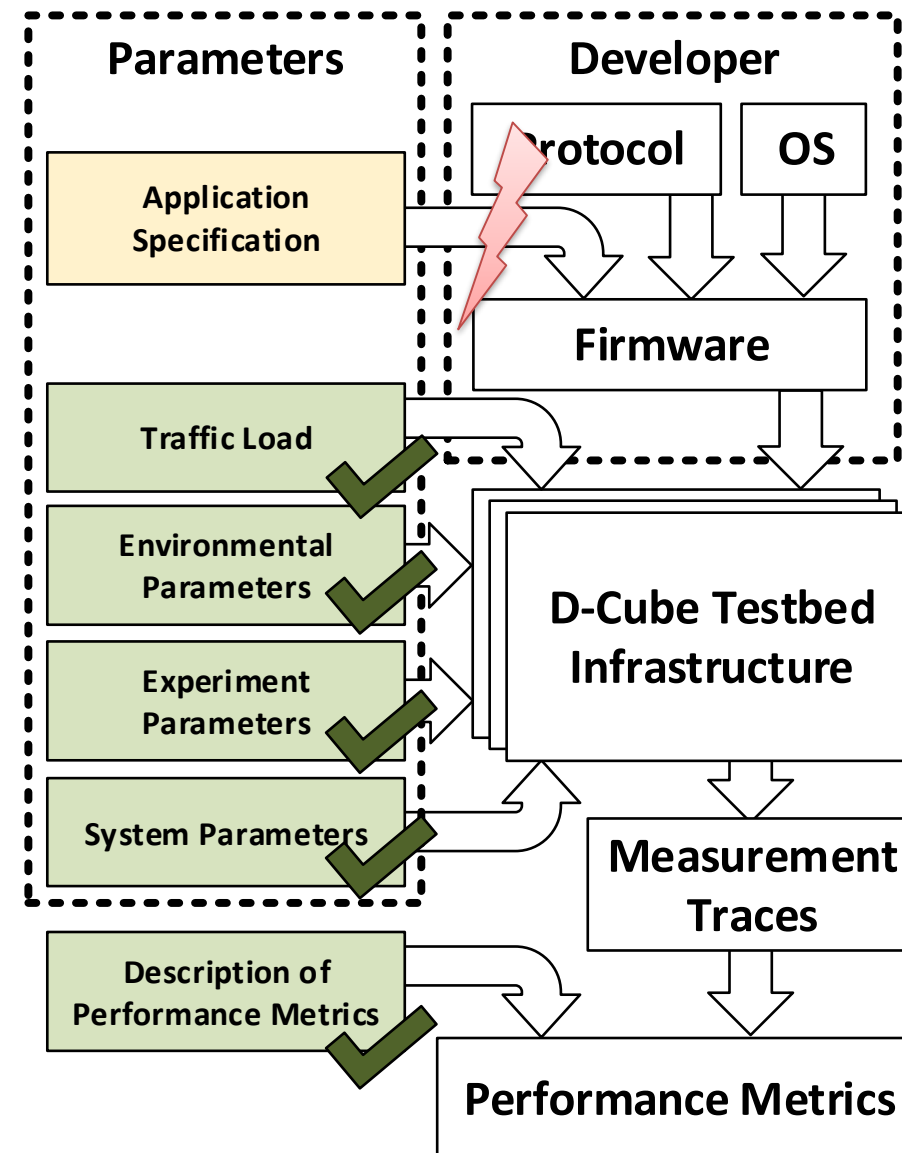 Parameters
Application
Specification
Traffic Load
Environmental
Parameters
Experiment
Parameters
System Parameters
Description of
Performance Metrics
Developer
Protocol
OS
Firmware
D-Cube Testbed
Infrastructure
Measurement
Traces
Performance Metrics